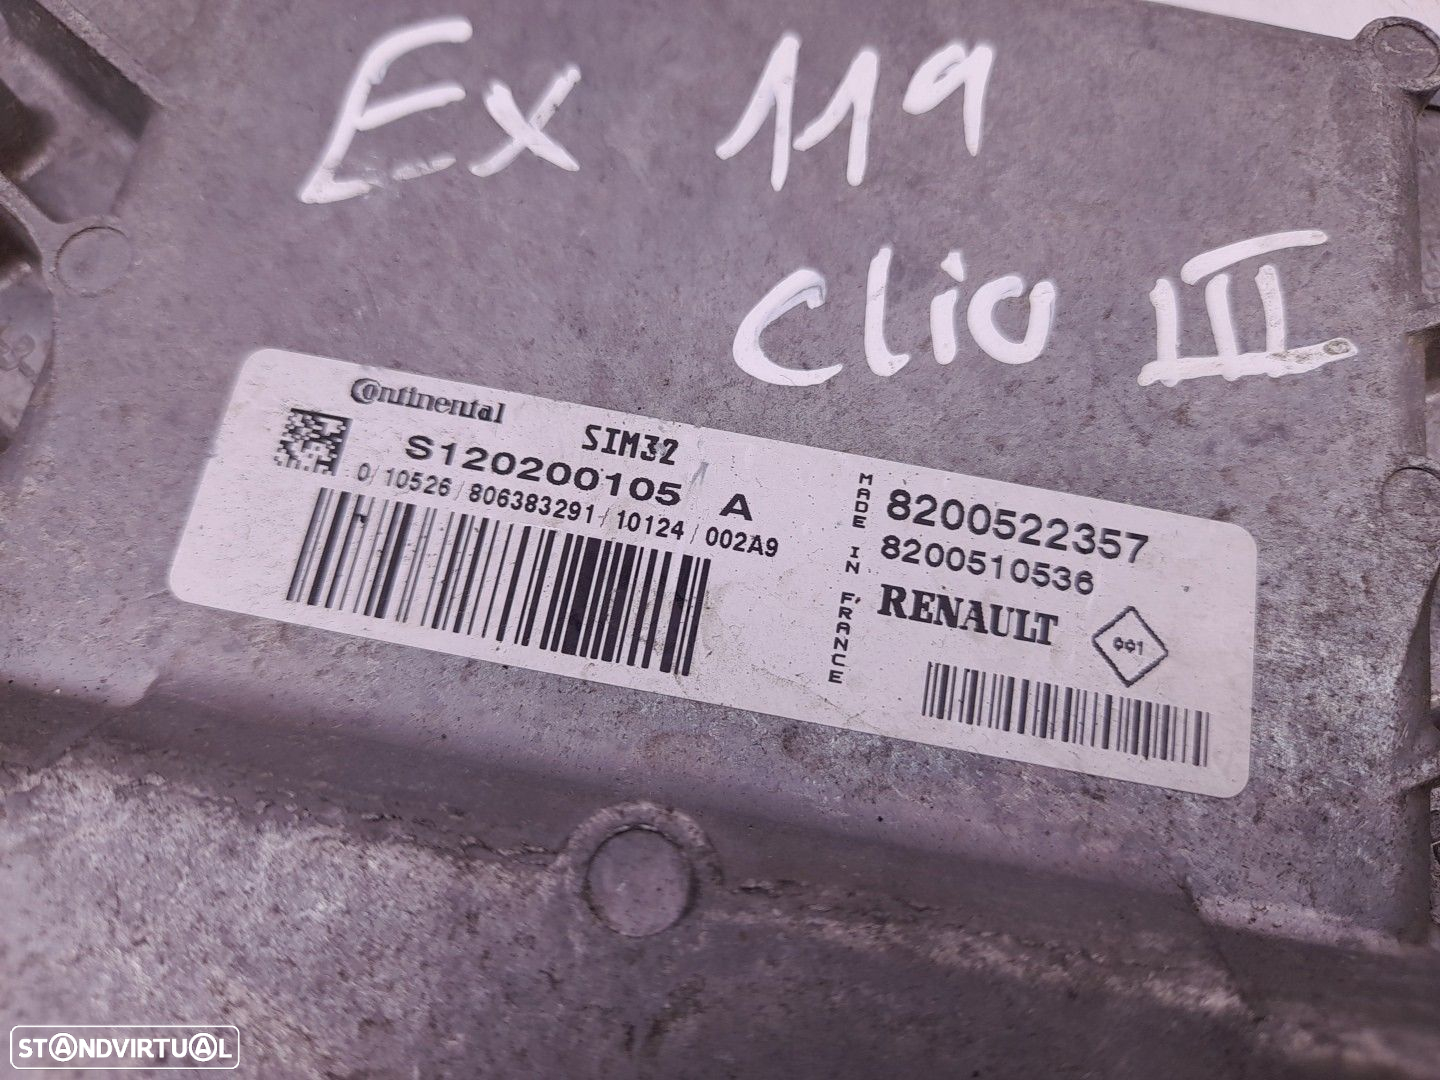 Ex 119
Clio III
Continental
SIM32
S120200105 A
0/10526/806383291/10124/002A9
MADE IN FRANCE
8200522357
8200510536
RENAULT
001
STANDVIRTUAL